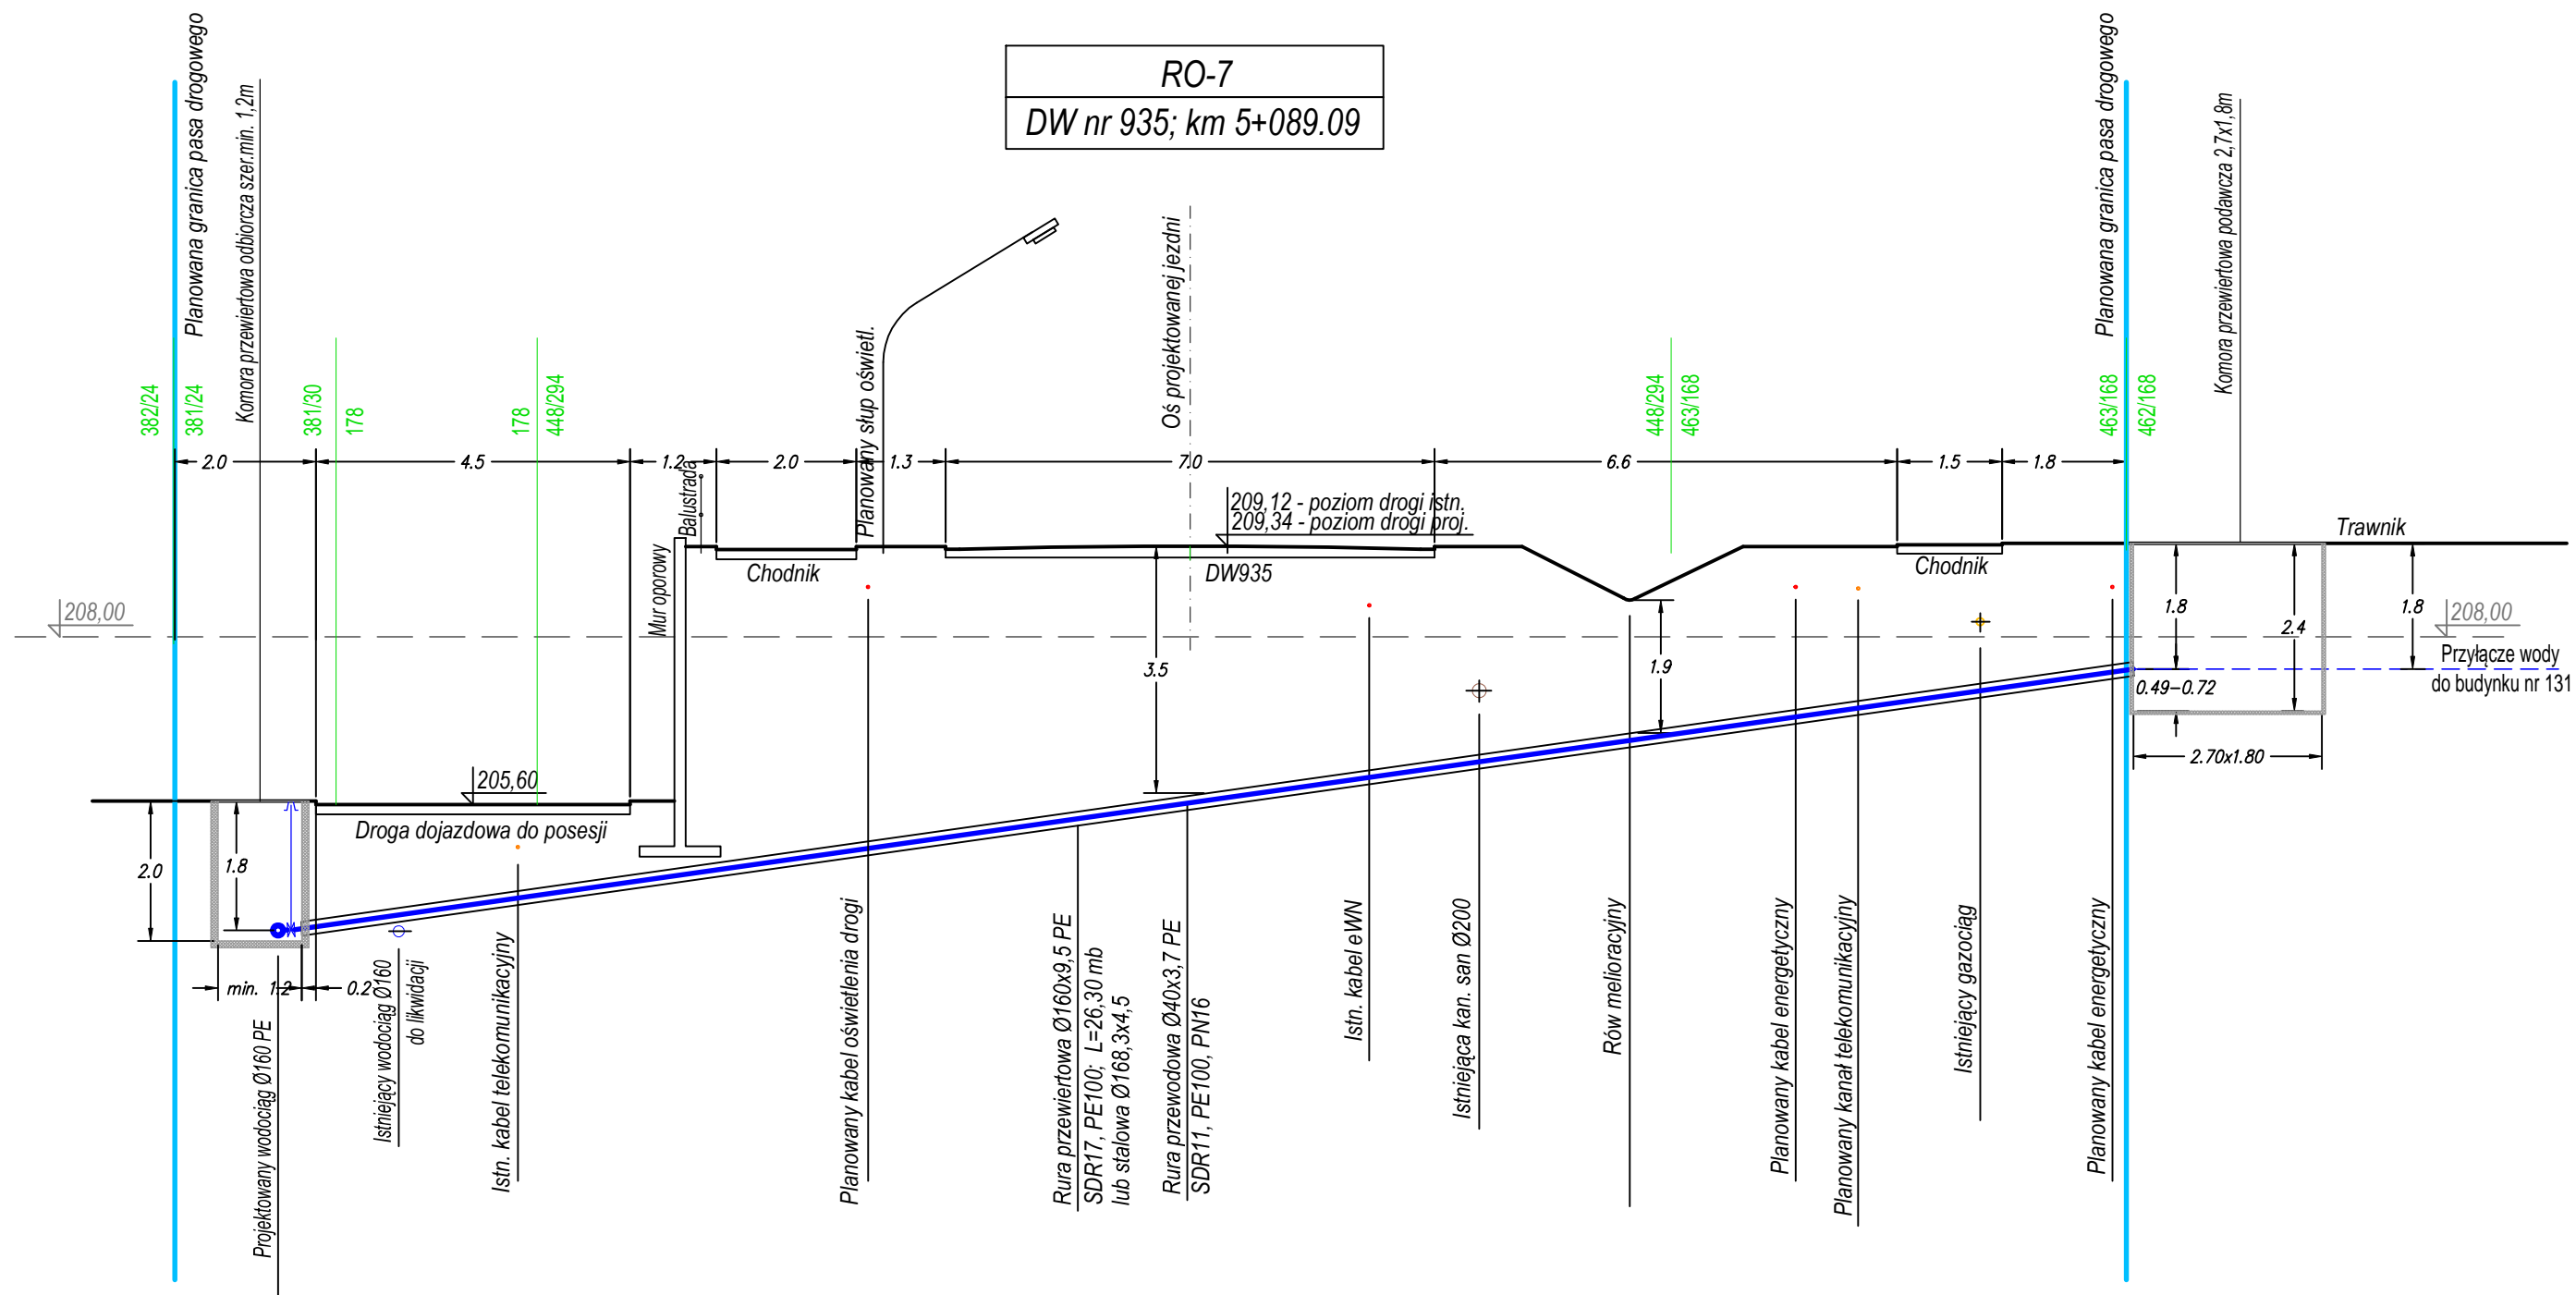 RO-7
DW nr 935; km 5+089.09
Planowana granica pasa drogowego
Komora przewiertowa odbiorcza szer.min. 1,2m
382/24
381/24
381/30
178
178
448/294
Planowany słup oświetl.
Oś projektowanej jezdni
448/294
463/168
Planowana granica pasa drogowego
463/168
462/168
Komora przewiertowa podawcza 2,7x1,8m
2.0
4.5
1.2
2.0
1.3
7.0
6.6
1.5
1.8
Balustrada
Mur oporowy
209,12 - poziom drogi istn.
209,34 - poziom drogi proj.
Trawnik
Chodnik
DW935
Chodnik
208,00
208,00
3.5
1.9
1.8
2.4
1.8
Przyłącze wody
do budynku nr 131
0.49-0.72
2.70x1.80
205,60
Droga dojazdowa do posesji
2.0
1.8
min. 1.2
0.2
Projektowany wodociąg Ø160 PE
Istniejący wodociąg Ø160
do likwidacji
Istn. kabel telekomunikacyjny
Planowany kabel oświetlenia drogi
Rura przewiertowa Ø160x9,5 PE
SDR17, PE100; L=26,30 mb
lub stalowa Ø168,3x4,5
Rura przewodowa Ø40x3,7 PE
SDR11, PE100, PN16
Istn. kabel eWN
Istniejąca kan. san Ø200
Rów melioracyjny
Planowany kabel energetyczny
Planowany kanał telekomunikacyjny
Istniejący gazociąg
Planowany kabel energetyczny